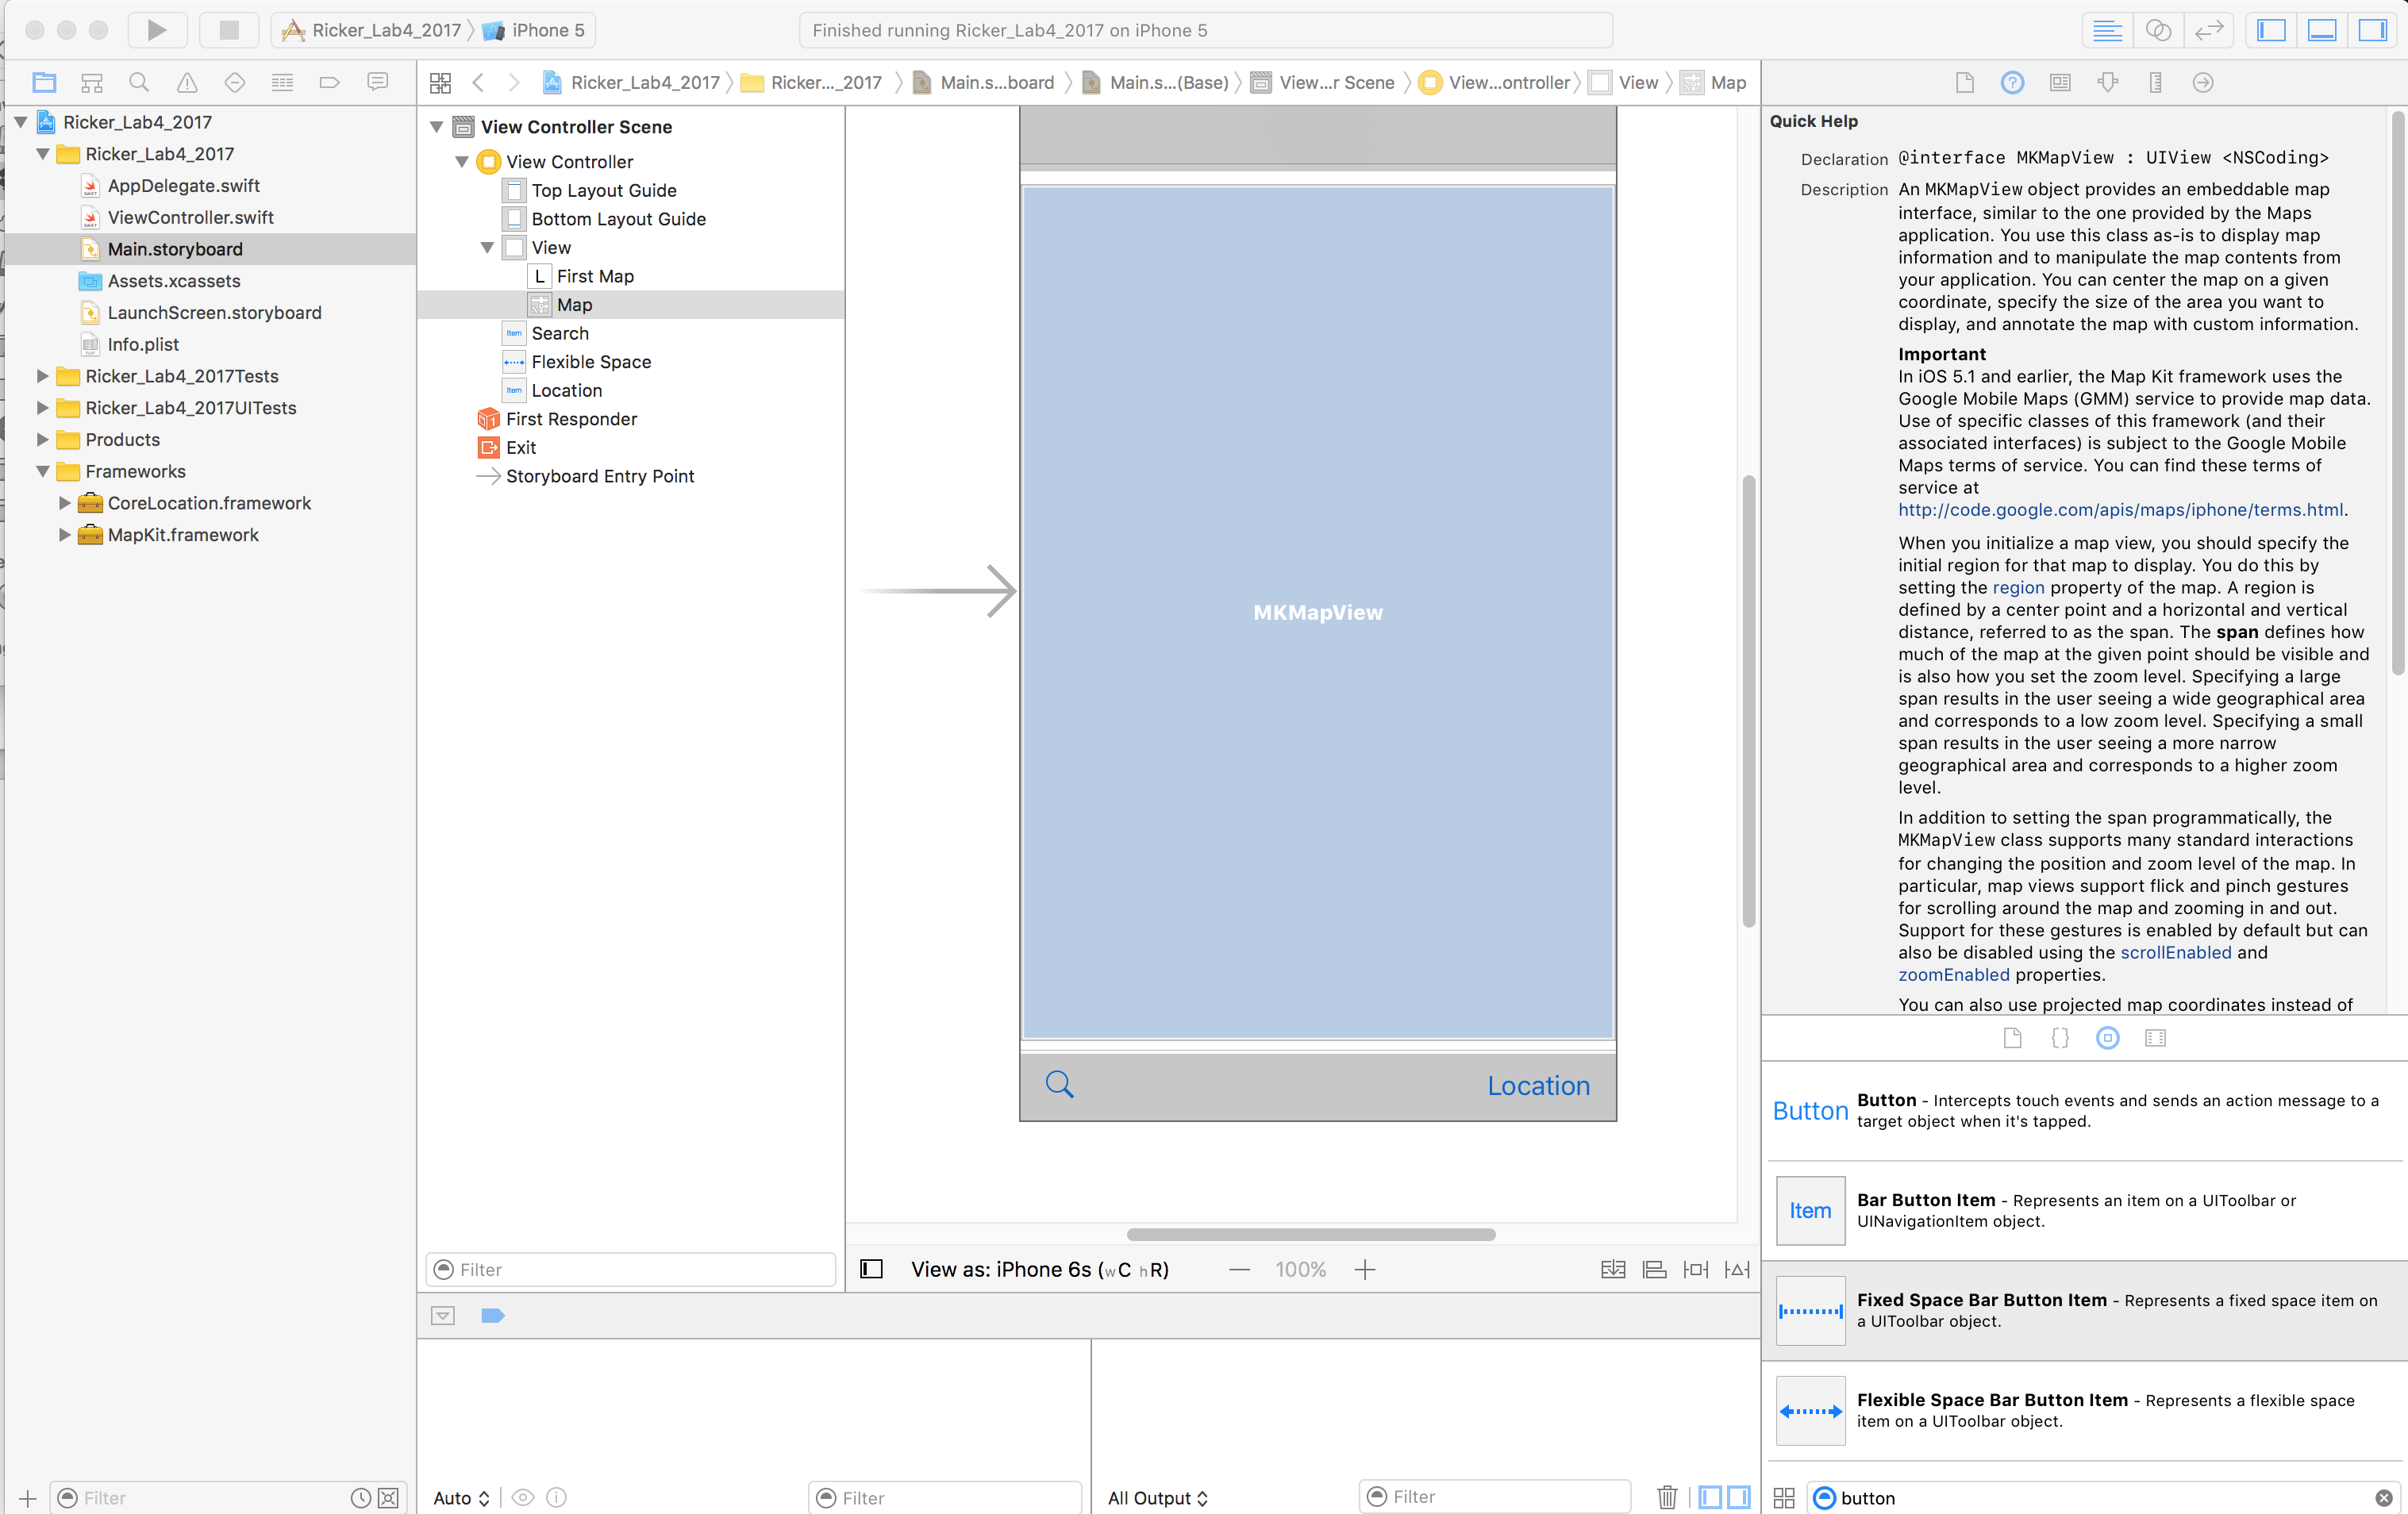 Ricker_Lab4_2017 iPhone 5
Finished running Ricker_Lab4_2017 on iPhone 5
Ricker_Lab4_2017 Ricker..._2017 Main.s...board Main.s...(Base) View...r Scene View...ontroller View Map
Ricker_Lab4_2017
Ricker_Lab4_2017
AppDelegate.swift
ViewController.swift
Main.storyboard
Assets.xcassets
LaunchScreen.storyboard
Info.plist
Ricker_Lab4_2017Tests
Ricker_Lab4_2017UITests
Products
Frameworks
CoreLocation.framework
MapKit.framework
Filter
View Controller Scene
View Controller
Top Layout Guide
Bottom Layout Guide
View
L First Map
Map
Item Search
Flexible Space
Item Location
First Responder
Exit
Storyboard Entry Point
Filter
MKMapView
Location
View as: iPhone 6s (wC hR)
100%
Auto
Filter
All Output
Filter
Quick Help
Declaration @interface MKMapView : UIView <NSCoding>
Description An MKMapView object provides an embeddable map
interface, similar to the one provided by the Maps
application. You use this class as-is to display map
information and to manipulate the map contents from
your application. You can center the map on a given
coordinate, specify the size of the area you want to
display, and annotate the map with custom information.
Important
In iOS 5.1 and earlier, the Map Kit framework uses the
Google Mobile Maps (GMM) service to provide map data.
Use of specific classes of this framework (and their
associated interfaces) is subject to the Google Mobile
Maps terms of service. You can find these terms of
service at
http://code.google.com/apis/maps/iphone/terms.html.
When you initialize a map view, you should specify the
initial region for that map to display. You do this by
setting the region property of the map. A region is
defined by a center point and a horizontal and vertical
distance, referred to as the span. The span defines how
much of the map at the given point should be visible and
is also how you set the zoom level. Specifying a large
span results in the user seeing a wide geographical area
and corresponds to a low zoom level. Specifying a small
span results in the user seeing a more narrow
geographical area and corresponds to a higher zoom
level.
In addition to setting the span programmatically, the
MKMapView class supports many standard interactions
for changing the position and zoom level of the map. In
particular, map views support flick and pinch gestures
for scrolling around the map and zooming in and out.
Support for these gestures is enabled by default but can
also be disabled using the scrollEnabled and
zoomEnabled properties.
You can also use projected map coordinates instead of
Button
Button - Intercepts touch events and sends an action message to a
target object when it's tapped.
Item
Bar Button Item - Represents an item on a UIToolbar or
UINavigationItem object.
Fixed Space Bar Button Item - Represents a fixed space item on
a UIToolbar object.
Flexible Space Bar Button Item - Represents a flexible space
item on a UIToolbar object.
button